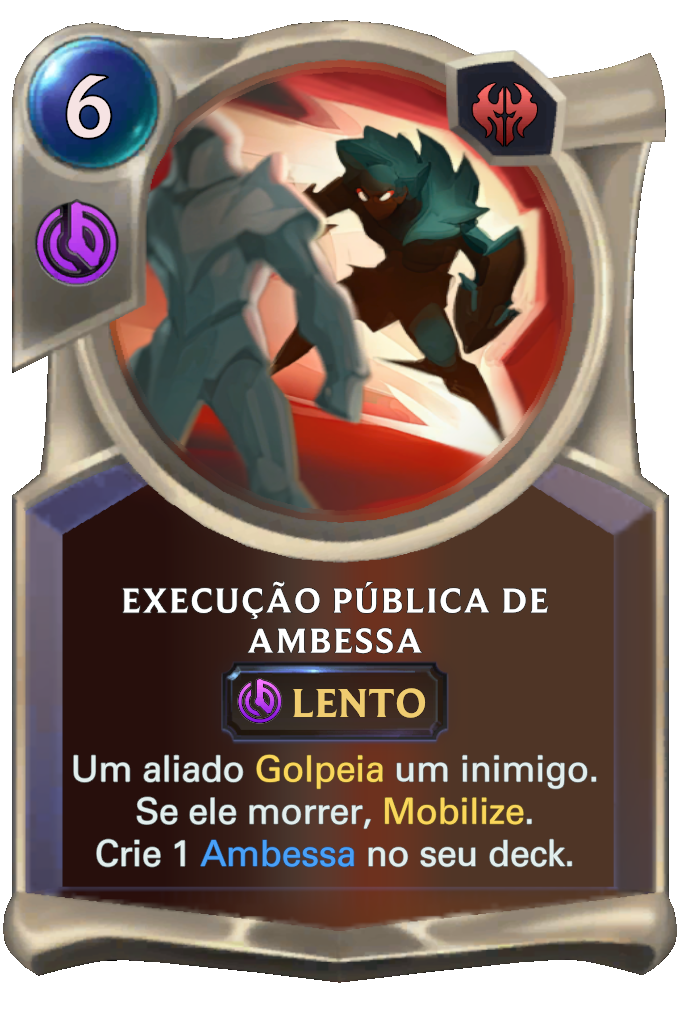 6
EXECUÇÃO PÚBLICA DE
AMBESSA
LENTO
Um aliado Golpeia um inimigo.
Se ele morrer, Mobilize.
Crie 1 Ambessa no seu deck.